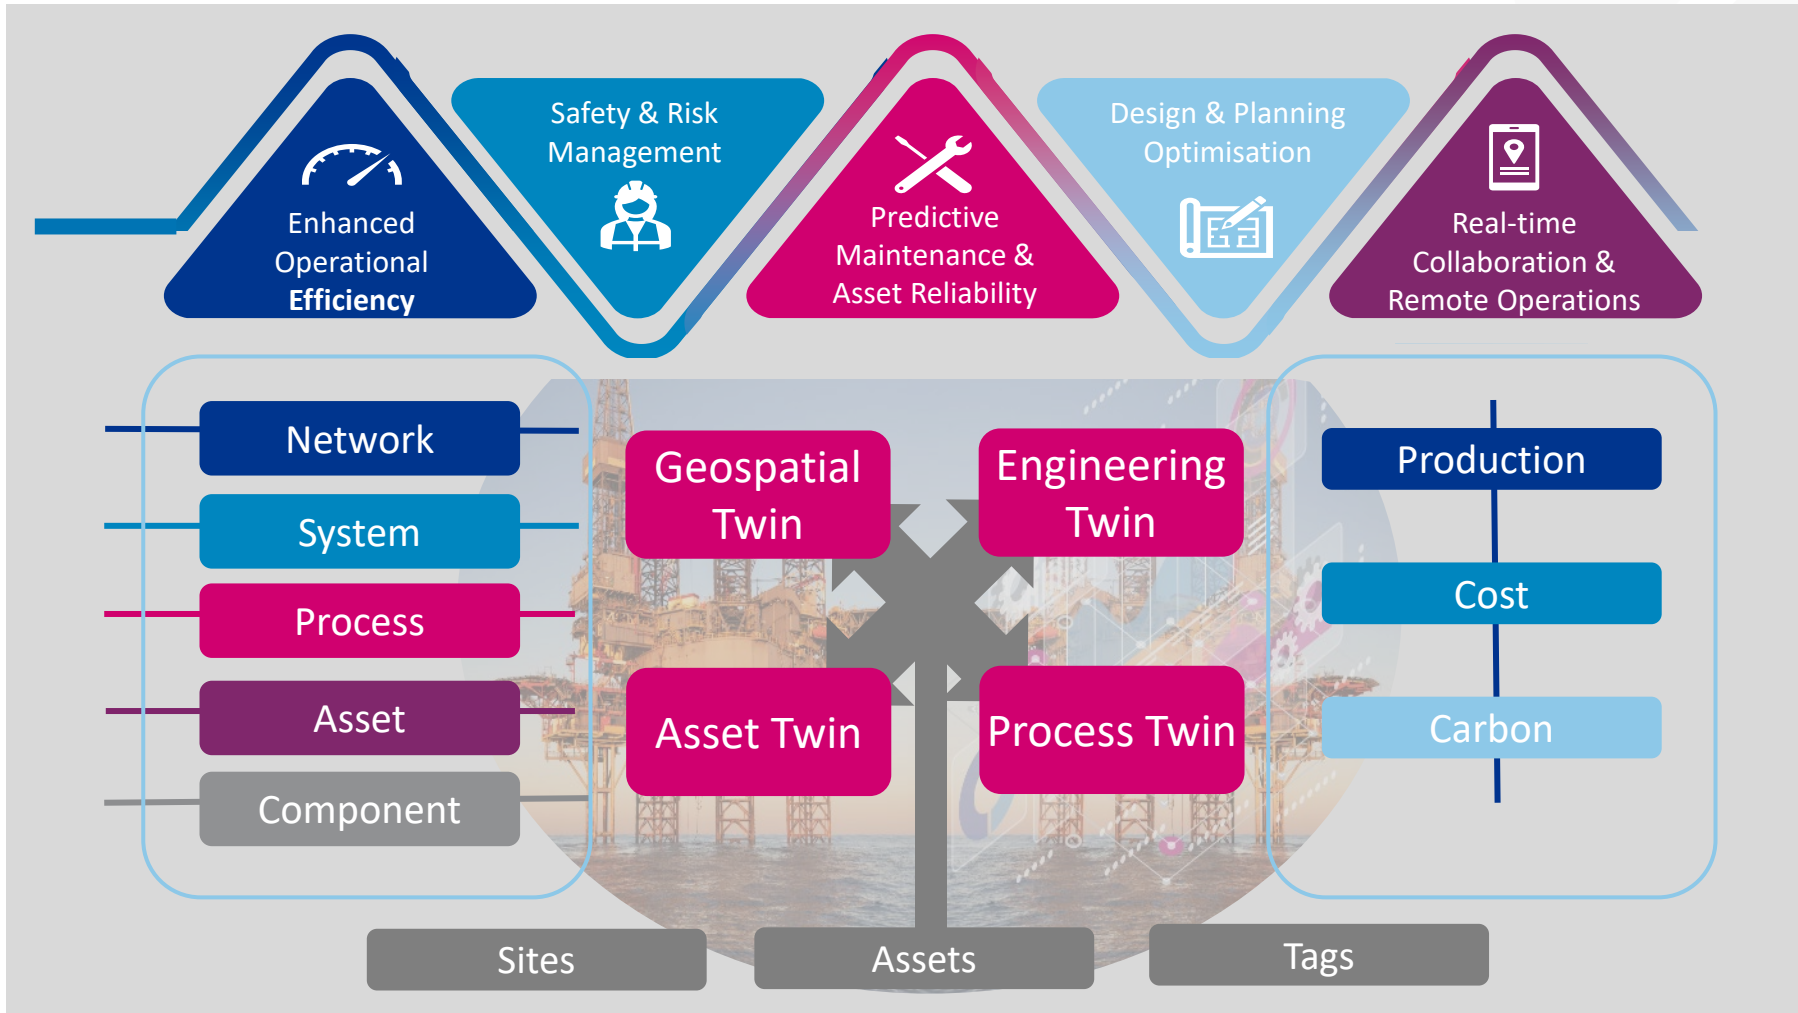 Enhanced
Operational
Efficiency
Safety & Risk
Management
Predictive
Maintenance &
Asset Reliability
Design & Planning
Optimisation
Real-time
Collaboration &
Remote Operations
Network
System
Process
Asset
Component
Geospatial
Twin
Engineering
Twin
Asset Twin
Process Twin
Production
Cost
Carbon
Sites
Assets
Tags